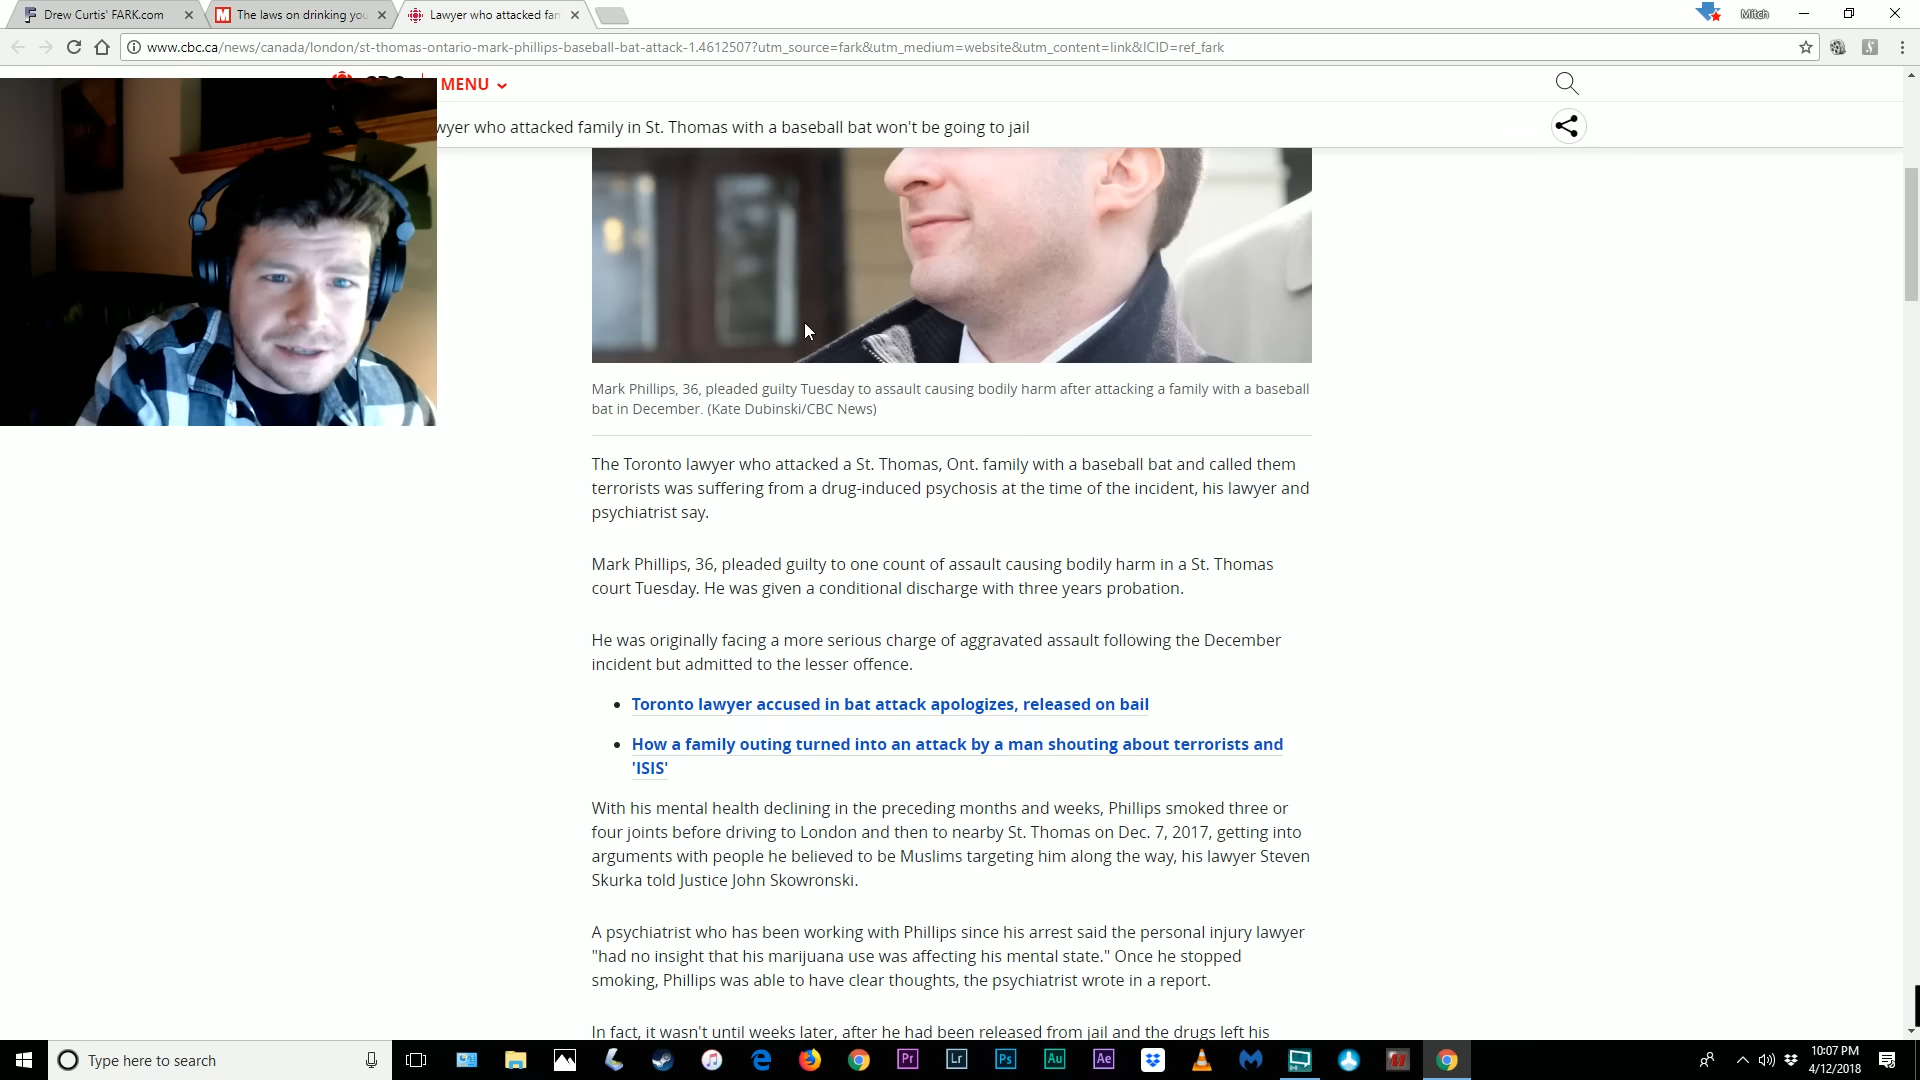 Drew Curtis' FARK.com
The laws on drinking you
Lawyer who attacked fam
Mitch
www.cbc.ca/news/canada/london/st-thomas-ontario-mark-phillips-baseball-bat-attack-1.4612507?utm_source=fark&utm_medium=website&utm_content=link&ICID=ref_fark
MENU
wyer who attacked family in St. Thomas with a baseball bat won't be going to jail
Mark Phillips, 36, pleaded guilty Tuesday to assault causing bodily harm after attacking a family with a baseball
bat in December. (Kate Dubinski/CBC News)
The Toronto lawyer who attacked a St. Thomas, Ont. family with a baseball bat and called them
terrorists was suffering from a drug-induced psychosis at the time of the incident, his lawyer and
psychiatrist say.
Mark Phillips, 36, pleaded guilty to one count of assault causing bodily harm in a St. Thomas
court Tuesday. He was given a conditional discharge with three years probation.
He was originally facing a more serious charge of aggravated assault following the December
incident but admitted to the lesser offence.
• Toronto lawyer accused in bat attack apologizes, released on bail
• How a family outing turned into an attack by a man shouting about terrorists and
'ISIS'
With his mental health declining in the preceding months and weeks, Phillips smoked three or
four joints before driving to London and then to nearby St. Thomas on Dec. 7, 2017, getting into
arguments with people he believed to be Muslims targeting him along the way, his lawyer Steven
Skurka told Justice John Skowronski.
A psychiatrist who has been working with Phillips since his arrest said the personal injury lawyer
"had no insight that his marijuana use was affecting his mental state." Once he stopped
smoking, Phillips was able to have clear thoughts, the psychiatrist wrote in a report.
In fact, it wasn't until weeks later, after he had been released from jail and the drugs left his
Type here to search
Pr
Lr
Ps
Au
Ae
10:07 PM
4/12/2018